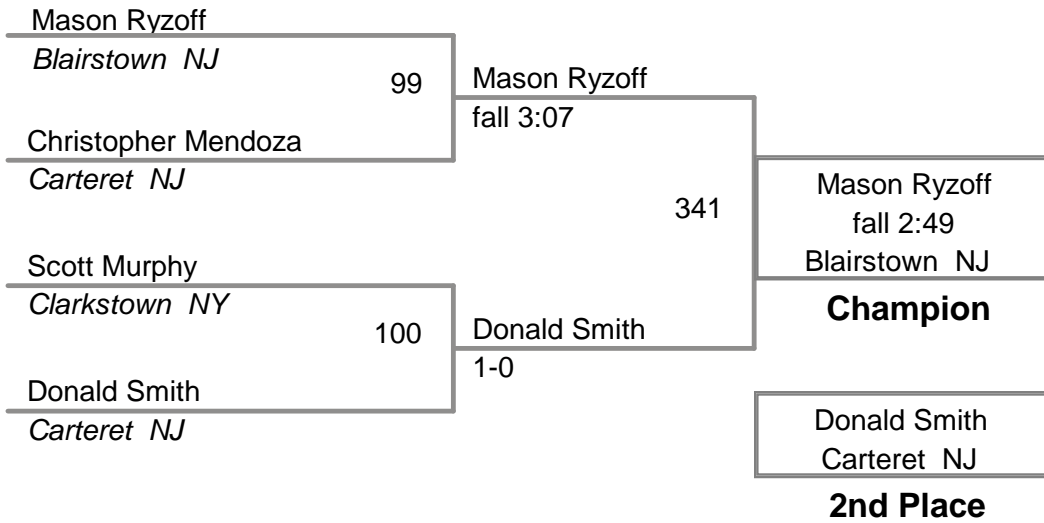 Mason Ryzoff
Blairstown NJ
99
Christopher Mendoza
Carteret NJ
Mason Ryzoff
fall 3:07
Scott Murphy
Clarkstown NY
100
Donald Smith
Carteret NJ
Donald Smith
1-0
341
Mason Ryzoff
fall 2:49
Blairstown NJ
Champion
Donald Smith
Carteret NJ
2nd Place